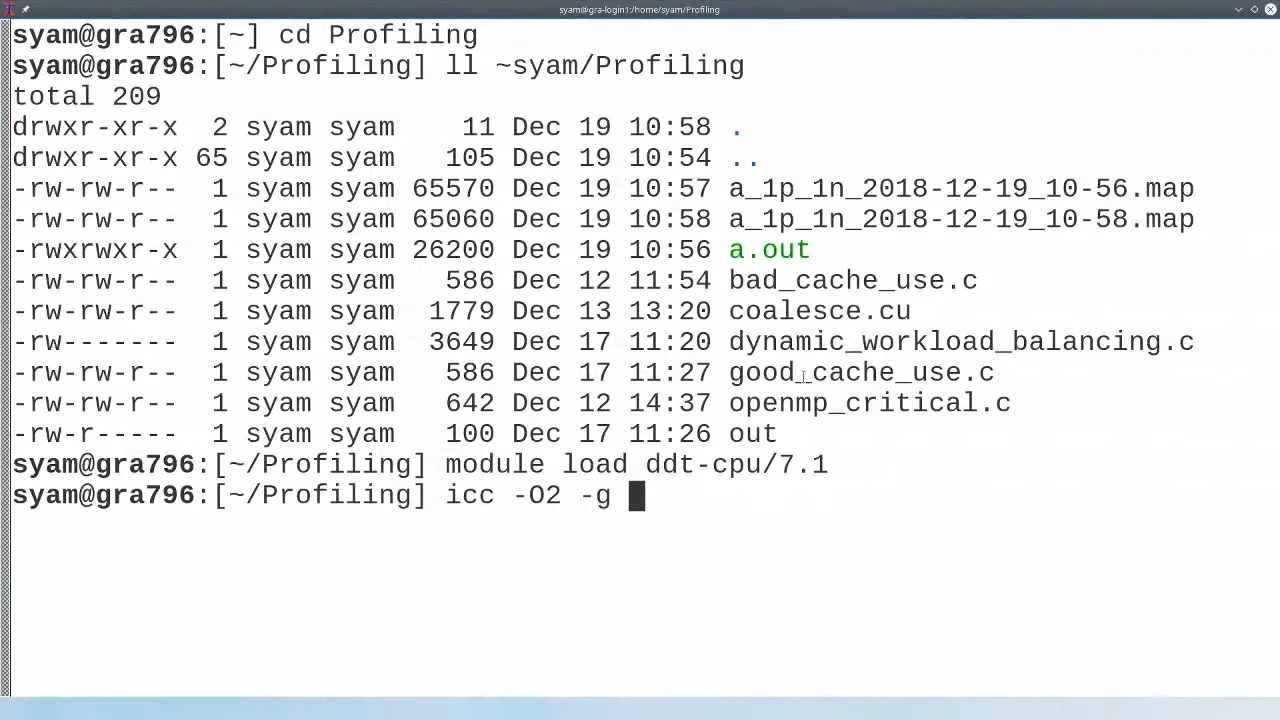 syam@gra-login1:/home/syam/Profiling
syam@gra796:[~] cd Profiling
syam@gra796:[~/Profiling] ll ~syam/Profiling
total 209
drwxr-xr-x  2 syam syam    11 Dec 19 10:58 .
drwxr-xr-x 65 syam syam   105 Dec 19 10:54 ..
-rw-rw-r--  1 syam syam 65570 Dec 19 10:57 a_1p_1n_2018-12-19_10-56.map
-rw-rw-r--  1 syam syam 65060 Dec 19 10:58 a_1p_1n_2018-12-19_10-58.map
-rwxrwxr-x  1 syam syam 26200 Dec 19 10:56 a.out
-rw-rw-r--  1 syam syam   586 Dec 12 11:54 bad_cache_use.c
-rw-rw-r--  1 syam syam  1779 Dec 13 13:20 coalesce.cu
-rw-------  1 syam syam  3649 Dec 17 11:20 dynamic_workload_balancing.c
-rw-rw-r--  1 syam syam   586 Dec 17 11:27 good_cache_use.c
-rw-rw-r--  1 syam syam   642 Dec 12 14:37 openmp_critical.c
-rw-r-----  1 syam syam   100 Dec 17 11:26 out
syam@gra796:[~/Profiling] module load ddt-cpu/7.1
syam@gra796:[~/Profiling] icc -O2 -g